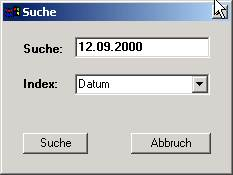 Suche
Suche: 12.09.2000
Index: Datum
Suche Abbruch